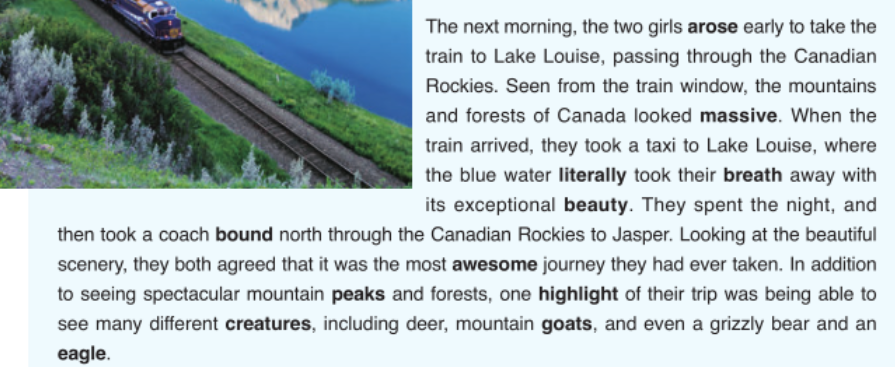 The next morning, the two girls arose early to take the
train to Lake Louise, passing through the Canadian
Rockies. Seen from the train window, the mountains
and forests of Canada looked massive. When the
train arrived, they took a taxi to Lake Louise, where
the blue water literally took their breath away with
its exceptional beauty. They spent the night, and
then took a coach bound north through the Canadian Rockies to Jasper. Looking at the beautiful
scenery, they both agreed that it was the most awesome journey they had ever taken. In addition
to seeing spectacular mountain peaks and forests, one highlight of their trip was being able to
see many different creatures, including deer, mountain goats, and even a grizzly bear and an
eagle.